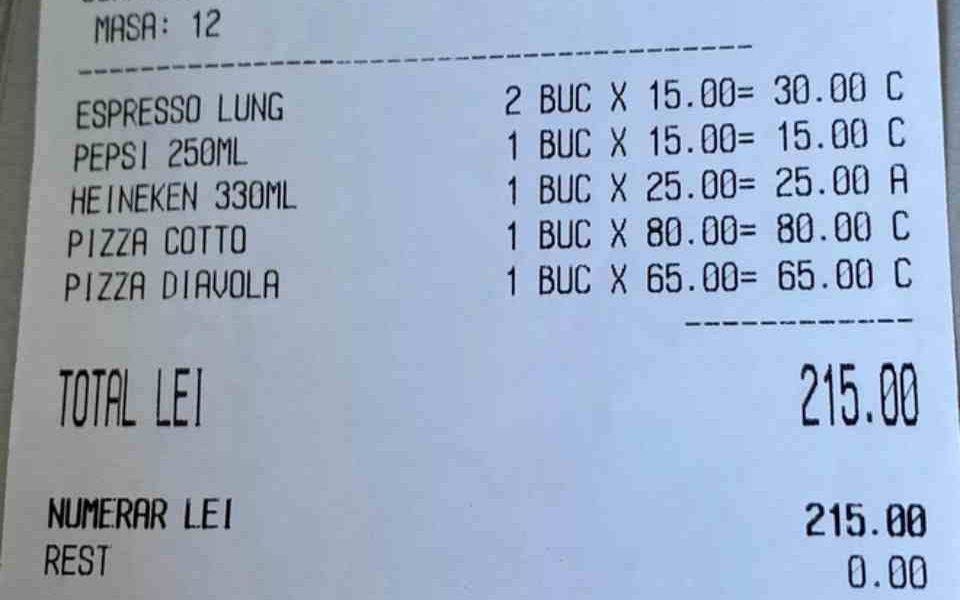 MASA: 12
ESPRESSO LUNG 2 BUC X 15.00= 30.00 C
PEPSI 250ML 1 BUC X 15.00= 15.00 C
HEINEKEN 330ML 1 BUC X 25.00= 25.00 A
PIZZA COTTO 1 BUC X 80.00= 80.00 C
PIZZA DIAVOLA 1 BUC X 65.00= 65.00 C
TOTAL LEI 215.00
NUMERAR LEI 215.00
REST 0.00